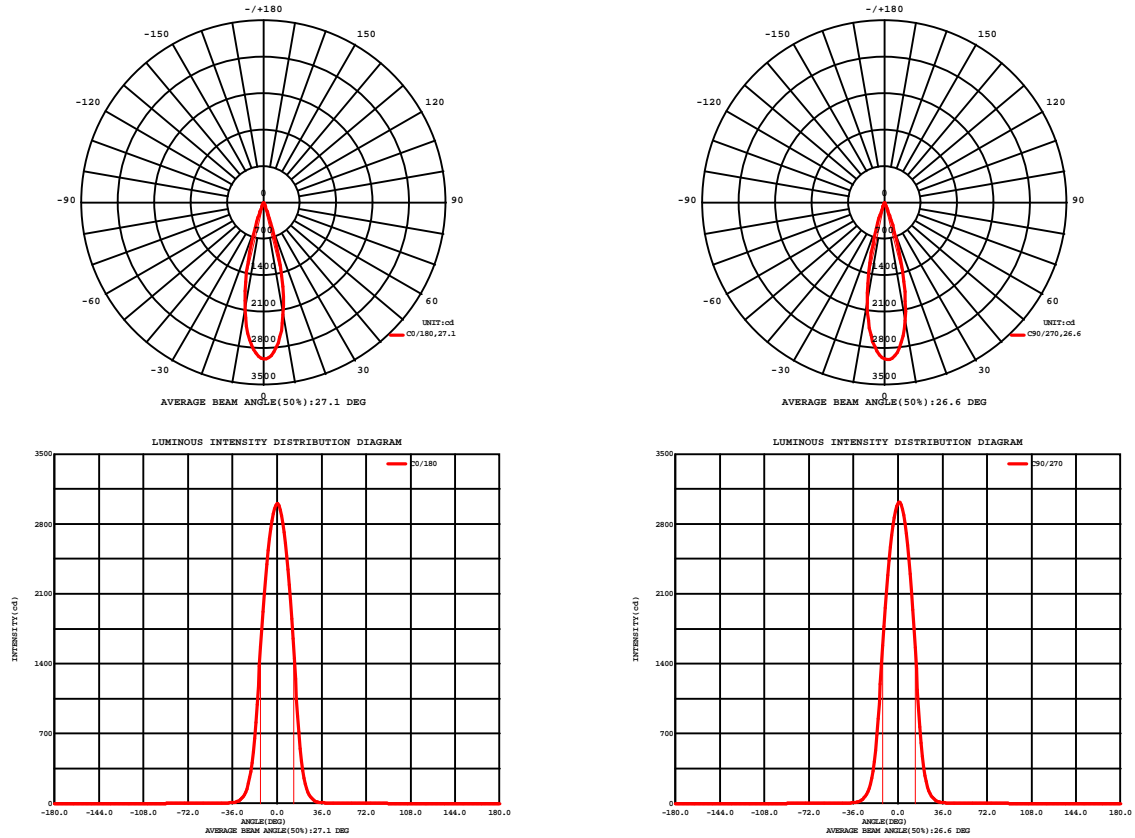 -/+180
-150
150
-120
120
-90
90
-60
60
-30
30
0
0
700
1400
2100
2800
3500
UNIT:cd
C0/180,27.1
AVERAGE BEAM ANGLE(50%):27.1 DEG
-/+180
-150
150
-120
120
-90
90
-60
60
-30
30
0
0
700
1400
2100
2800
3500
UNIT:cd
C90/270,26.6
AVERAGE BEAM ANGLE(50%):26.6 DEG
LUMINOUS INTENSITY DISTRIBUTION DIAGRAM
C0/180
INTENSITY(cd)
3500
2800
2100
1400
700
0
-180.0 -144.0 -108.0 -72.0 -36.0 0.0 36.0 72.0 108.0 144.0 180.0
ANGLE(DEG)
AVERAGE BEAM ANGLE(50%):27.1 DEG
LUMINOUS INTENSITY DISTRIBUTION DIAGRAM
C90/270
INTENSITY(cd)
3500
2800
2100
1400
700
0
-180.0 -144.0 -108.0 -72.0 -36.0 0.0 36.0 72.0 108.0 144.0 180.0
ANGLE(DEG)
AVERAGE BEAM ANGLE(50%):26.6 DEG